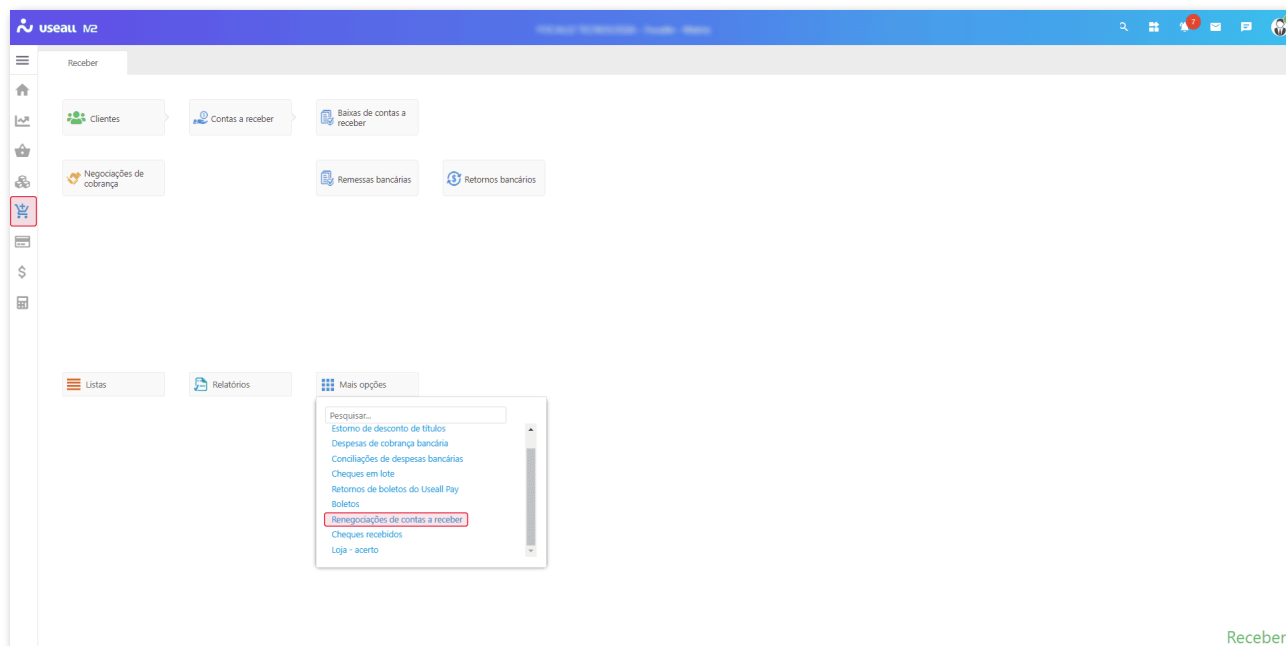 useall M2
7
Receber
Clientes
Contas a receber
Baixas de contas a
receber
Negociações de
cobrança
Remessas bancárias
Retornos bancários
Listas
Relatórios
Mais opções
Pesquisar...
Estorno de desconto de títulos
Despesas de cobrança bancária
Conciliações de despesas bancárias
Cheques em lote
Retornos de boletos do Useall Pay
Boletos
Renegociações de contas a receber
Cheques recebidos
Loja - acerto
Receber